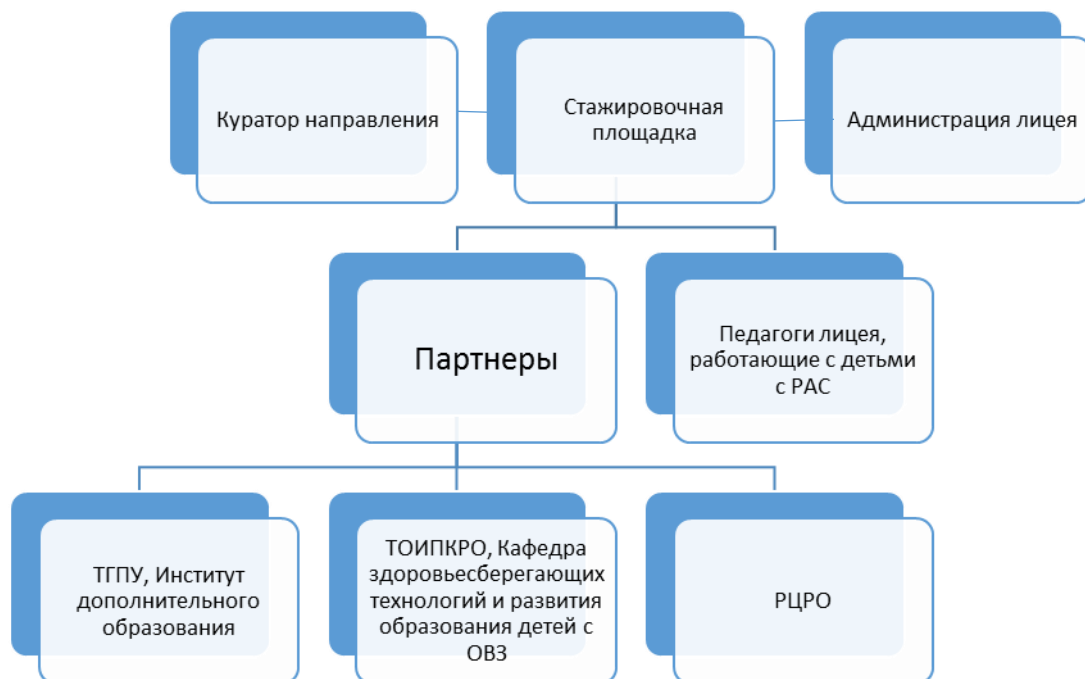 Куратор направления
Стажировочная
площадка
Администрация лицея
Партнеры
Педагоги лицея,
работающие с детьми
с РАС
ТГПУ, Институт
дополнительного
образования
ТОИПКРО, Кафедра
здоровьесберегающих
технологий и развития
образования детей с
ОВЗ
РЦРО